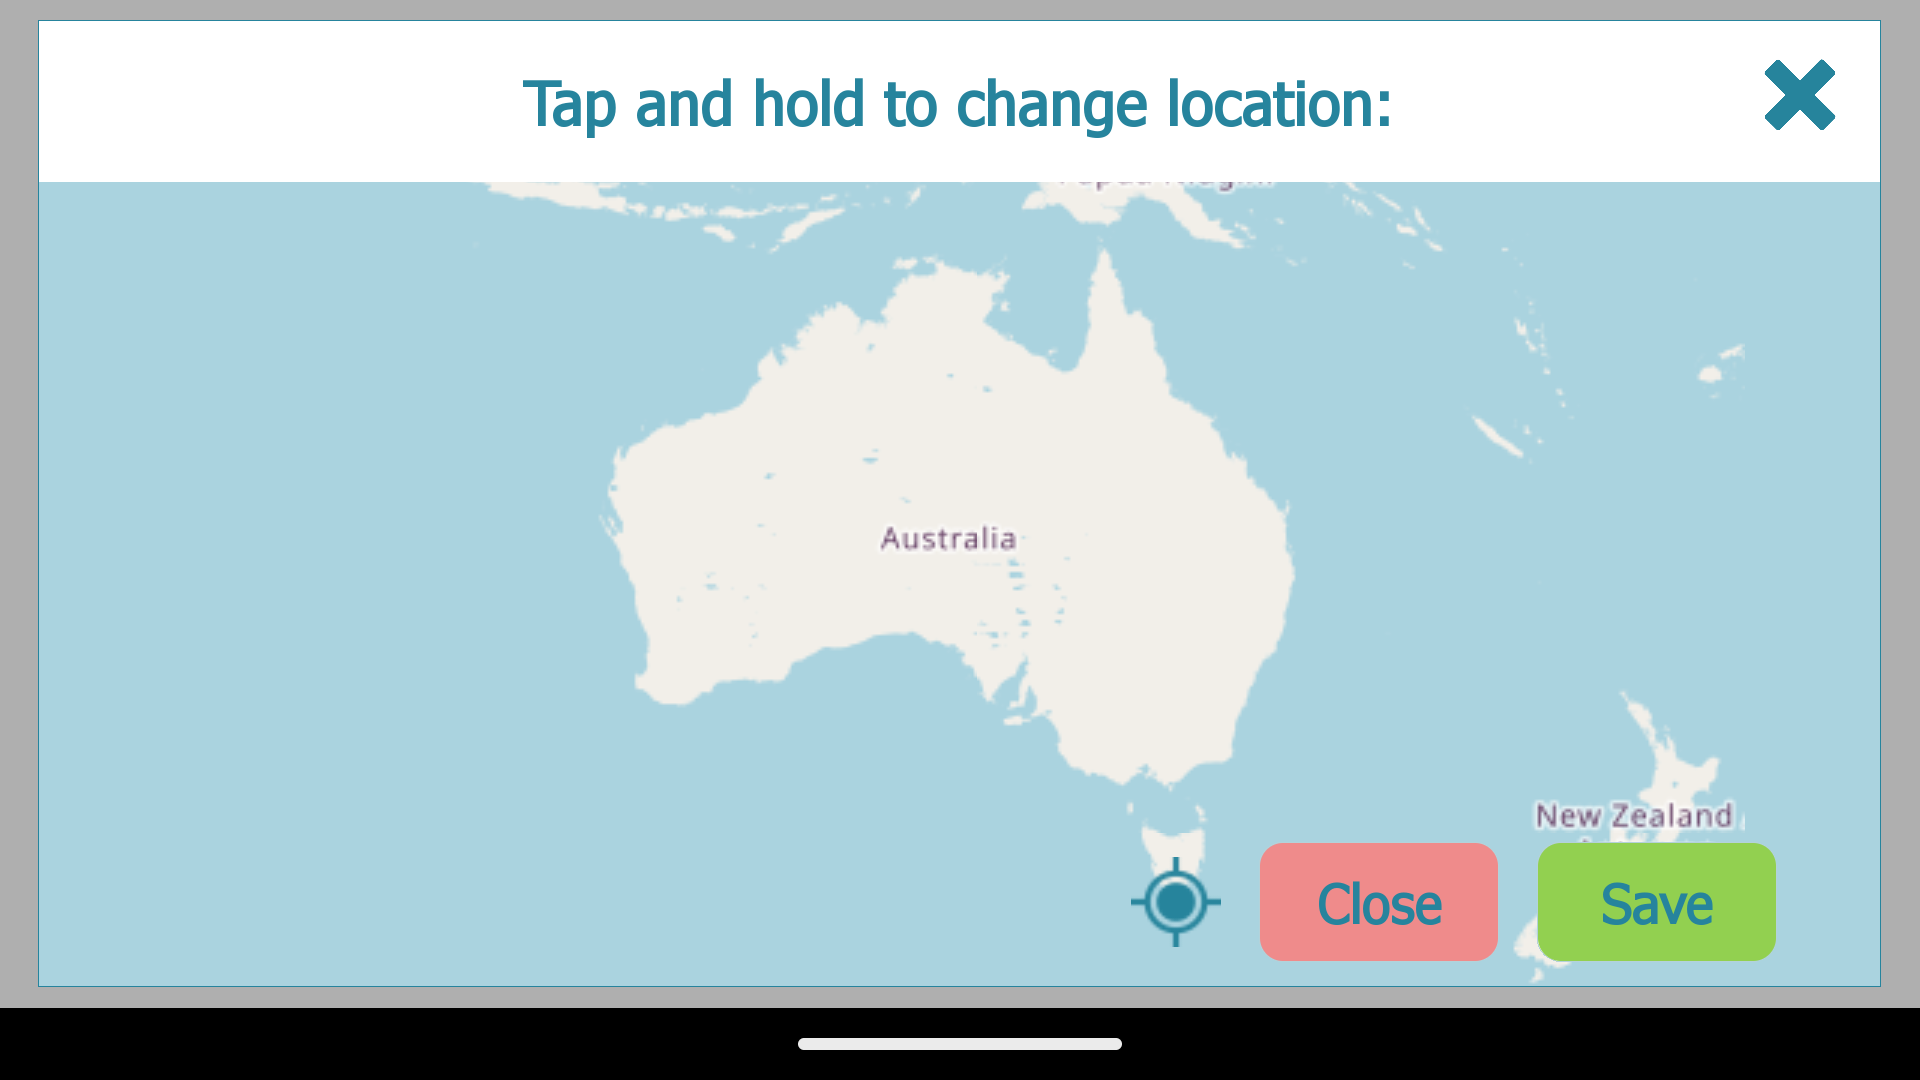 Tap and hold to change location:
Australia
New Zealand
Close
Save